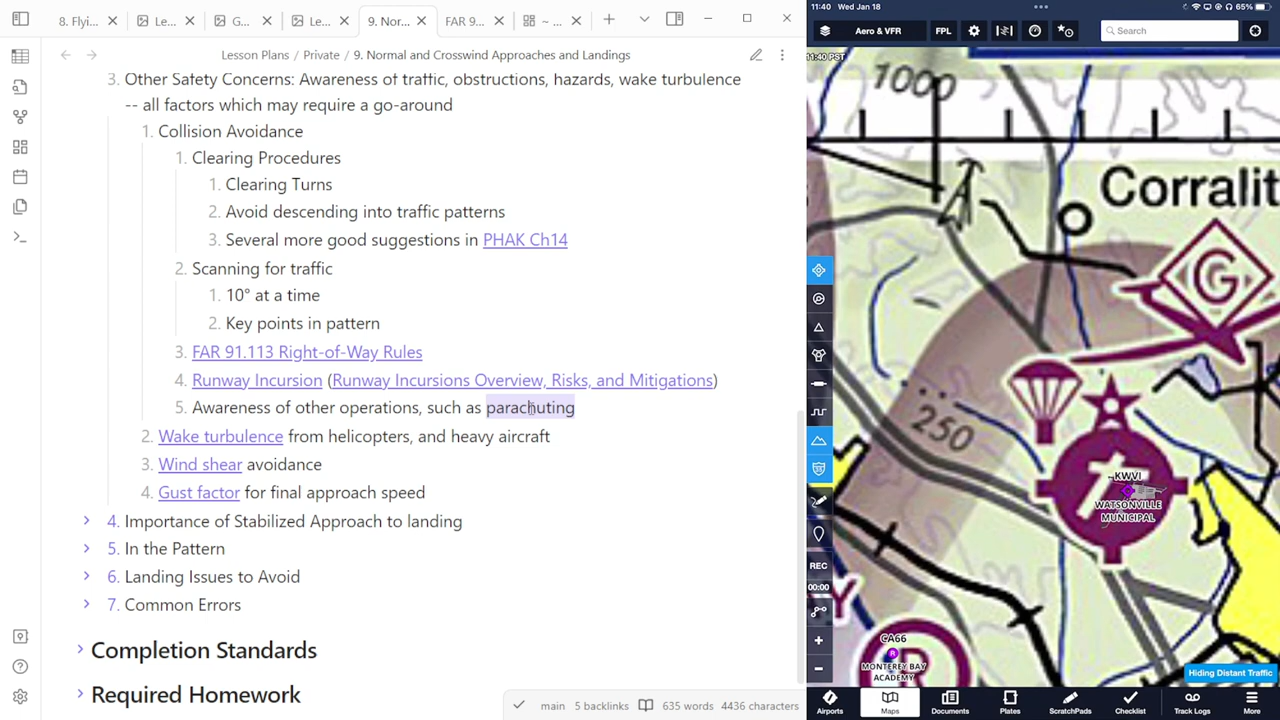 8. Flyi...
Le...
G...
Le...
9. Nor...
FAR 9...
~ ...
Lesson Plans Private / 9. Normal and Crosswind Approaches and Landings
3. Other Safety Concerns: Awareness of traffic, obstructions, hazards, wake turbulence
-- all factors which may require a go-around
1. Collision Avoidance
1. Clearing Procedures
1. Clearing Turns
2. Avoid descending into traffic patterns
3. Several more good suggestions in PHAK Ch14
2. Scanning for traffic
1. 10° at a time
2. Key points in pattern
3. FAR 91.113 Right-of-Way Rules
4. Runway Incursion (Runway Incursions Overview, Risks, and Mitigations)
5. Awareness of other operations, such as parachuting
2. Wake turbulence from helicopters, and heavy aircraft
3. Wind shear avoidance
4. Gust factor for final approach speed
4. Importance of Stabilized Approach to landing
5. In the Pattern
6. Landing Issues to Avoid
7. Common Errors
Completion Standards
Required Homework
main 5 backlinks 635 words 4436 characters
11:40 Wed Jan 18
65%
Aero & VFR
FPL
Search
11:40 PST
1000
Corralit
G
250
KWVI
WATSONVILLE
MUNICIPAL
REC
00:00
Y
CA66
R
MONTEREY BAY
ACADEMY
R
Hiding Distant Traffic
Airports
Maps
Documents
Plates
ScratchPads
Checklist
Track Logs
More